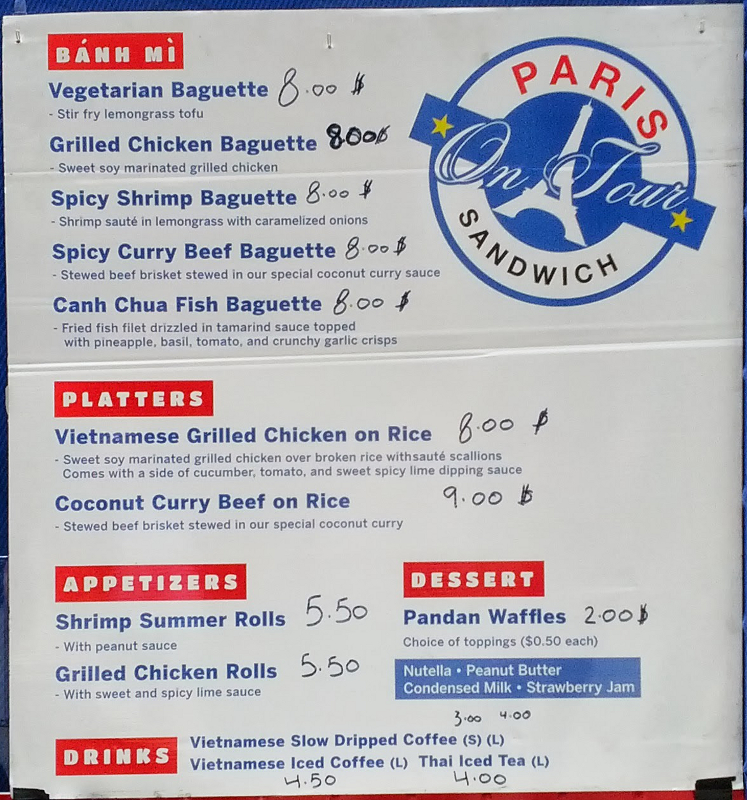 BÁNH MÌ
Vegetarian Baguette 8.00 $
- Stir fry lemongrass tofu
Grilled Chicken Baguette 8.00$
- Sweet soy marinated grilled chicken
Spicy Shrimp Baguette 8.00 $
- Shrimp sauté in lemongrass with caramelized onions
Spicy Curry Beef Baguette 8.00 $
- Stewed beef brisket stewed in our special coconut curry sauce
Canh Chua Fish Baguette 8.00 $
- Fried fish filet drizzled in tamarind sauce topped
with pineapple, basil, tomato, and crunchy garlic crisps
PARIS
On Tour
SANDWICH
PLATTERS
Vietnamese Grilled Chicken on Rice 8.00 $
- Sweet soy marinated grilled chicken over broken rice withsauté scallions
Comes with a side of cucumber, tomato, and sweet spicy lime dipping sauce
Coconut Curry Beef on Rice 9.00 $
- Stewed beef brisket stewed in our special coconut curry
APPETIZERS
Shrimp Summer Rolls 5.50
- With peanut sauce
Grilled Chicken Rolls 5.50
- With sweet and spicy lime sauce
DESSERT
Pandan Waffles 2.00$
Choice of toppings ($0.50 each)
Nutella • Peanut Butter
Condensed Milk • Strawberry Jam
3.00 4.00
DRINKS
Vietnamese Slow Dripped Coffee (S) (L)
Vietnamese Iced Coffee (L) Thai Iced Tea (L)
4.50 4.00